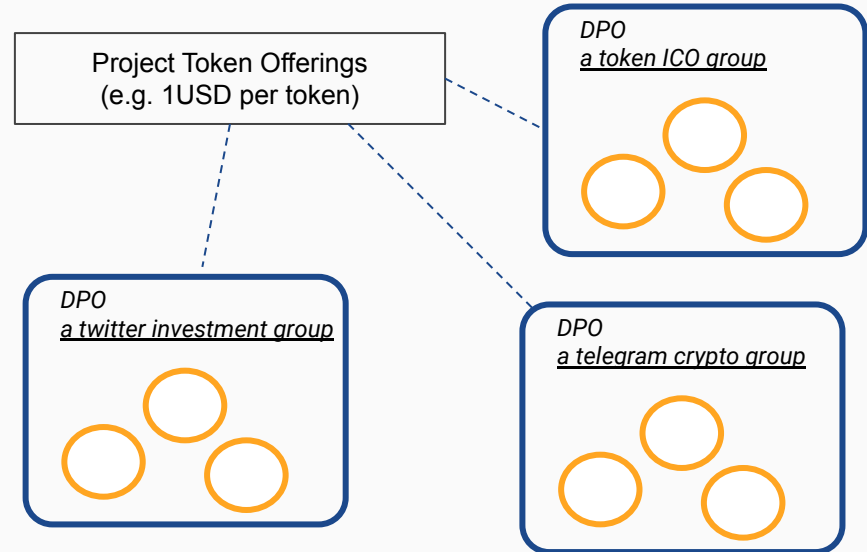 Project Token Offerings
(e.g. 1USD per token)
DPO
a token ICO group
DPO
a twitter investment group
DPO
a telegram crypto group